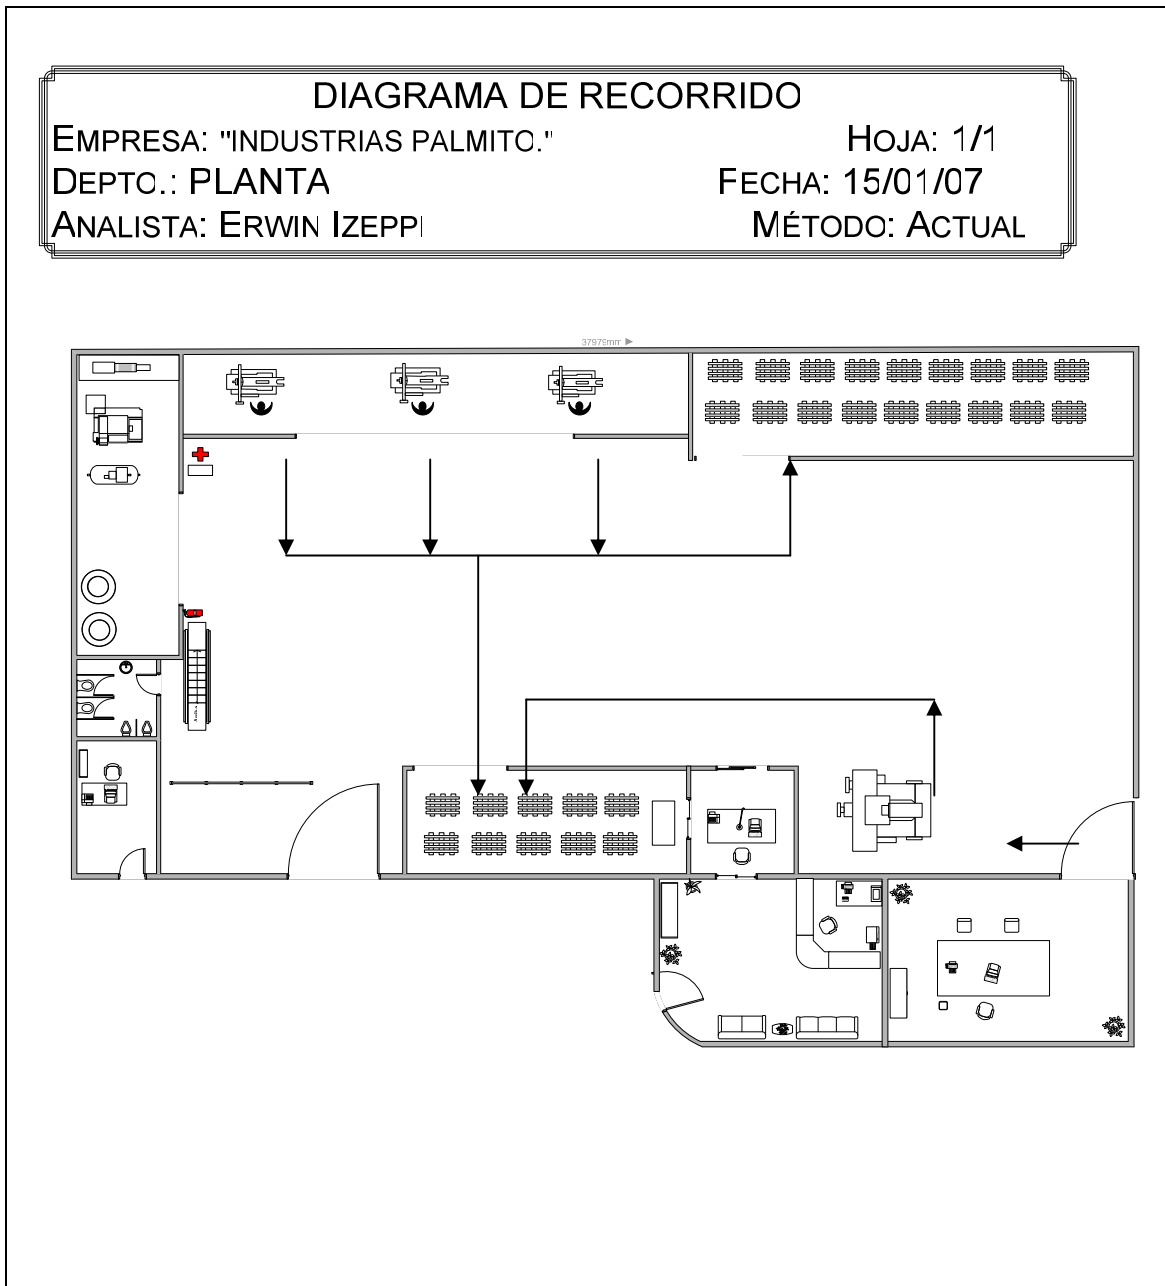 DIAGRAMA DE RECORRIDO
EMPRESA: "INDUSTRIAS PALMITO." HOJA: 1/1
DEPTO.: PLANTA FECHA: 15/01/07
ANALISTA: ERWIN IZEPPI MÉTODO: ACTUAL
37979mm